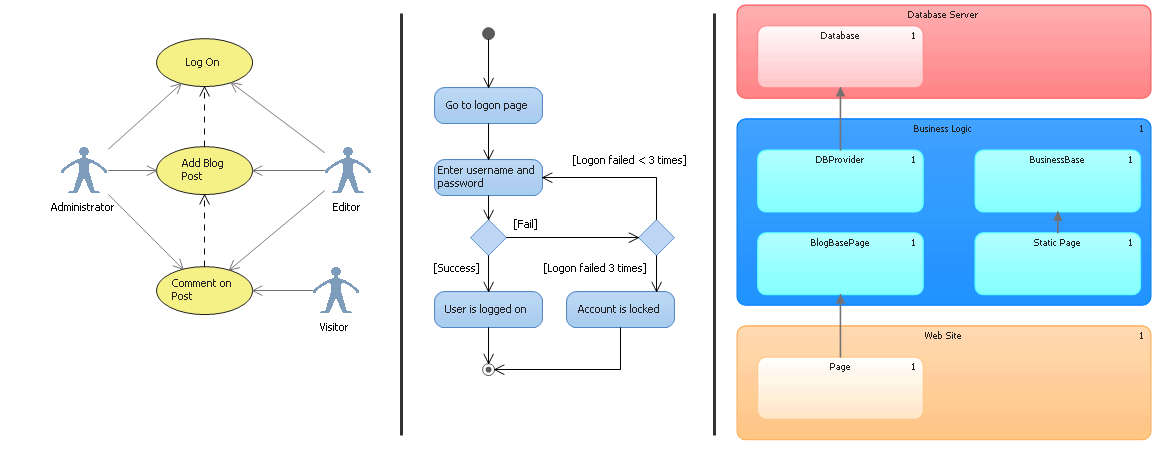 Log On
Add Blog
Post
Administrator
Editor
Comment on
Post
Visitor
Go to logon page
[Logon failed < 3 times]
Enter username and
password
[Fail]
[Success]
[Logon failed 3 times]
User is logged on
Account is locked
Database Server
Database 1
Business Logic 1
DBProvider 1
BusinessBase 1
BlogBasePage 1
Static Page 1
Web Site 1
Page 1